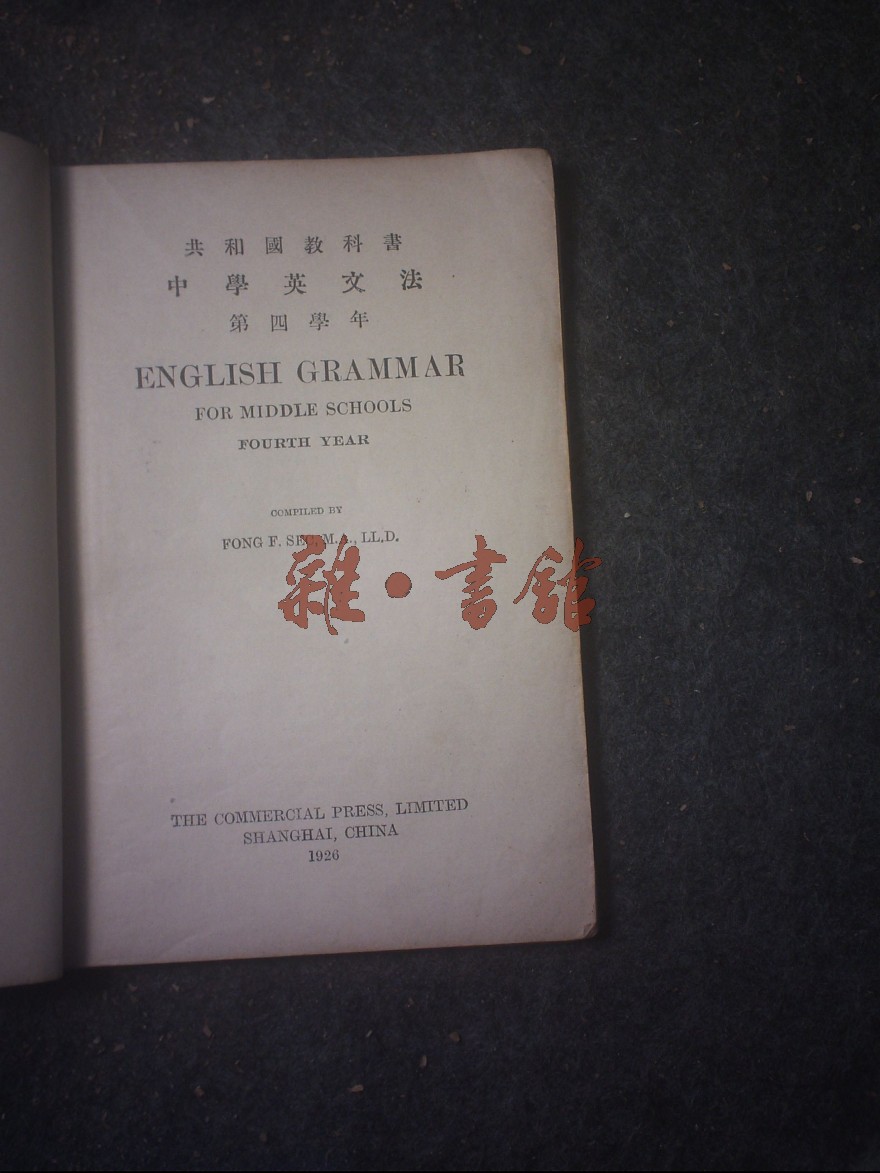 共和國教科書
中學英文法
第四學年
ENGLISH GRAMMAR
FOR MIDDLE SCHOOLS
FOURTH YEAR
COMPILED BY
FONG F. SEC, M.A., LL.D.
雜·書館
THE COMMERCIAL PRESS, LIMITED
SHANGHAI, CHINA
1926